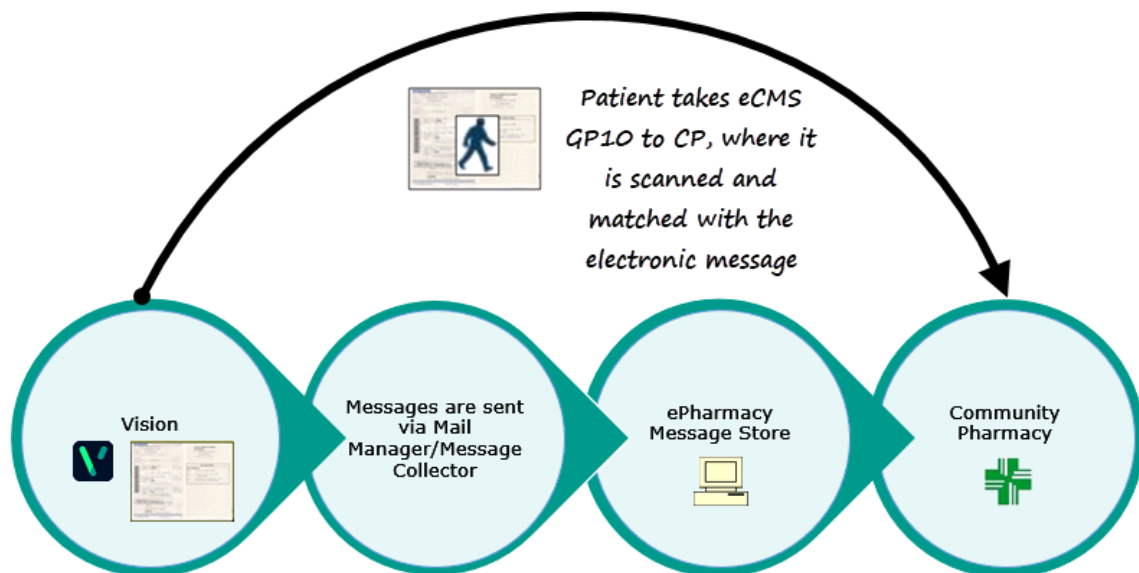 Patient takes eCMS
GP10 to CP, where it
is scanned and
matched with the
electronic message
Vision
Messages are sent
via Mail
Manager/Message
Collector
ePharmacy
Message Store
Community
Pharmacy